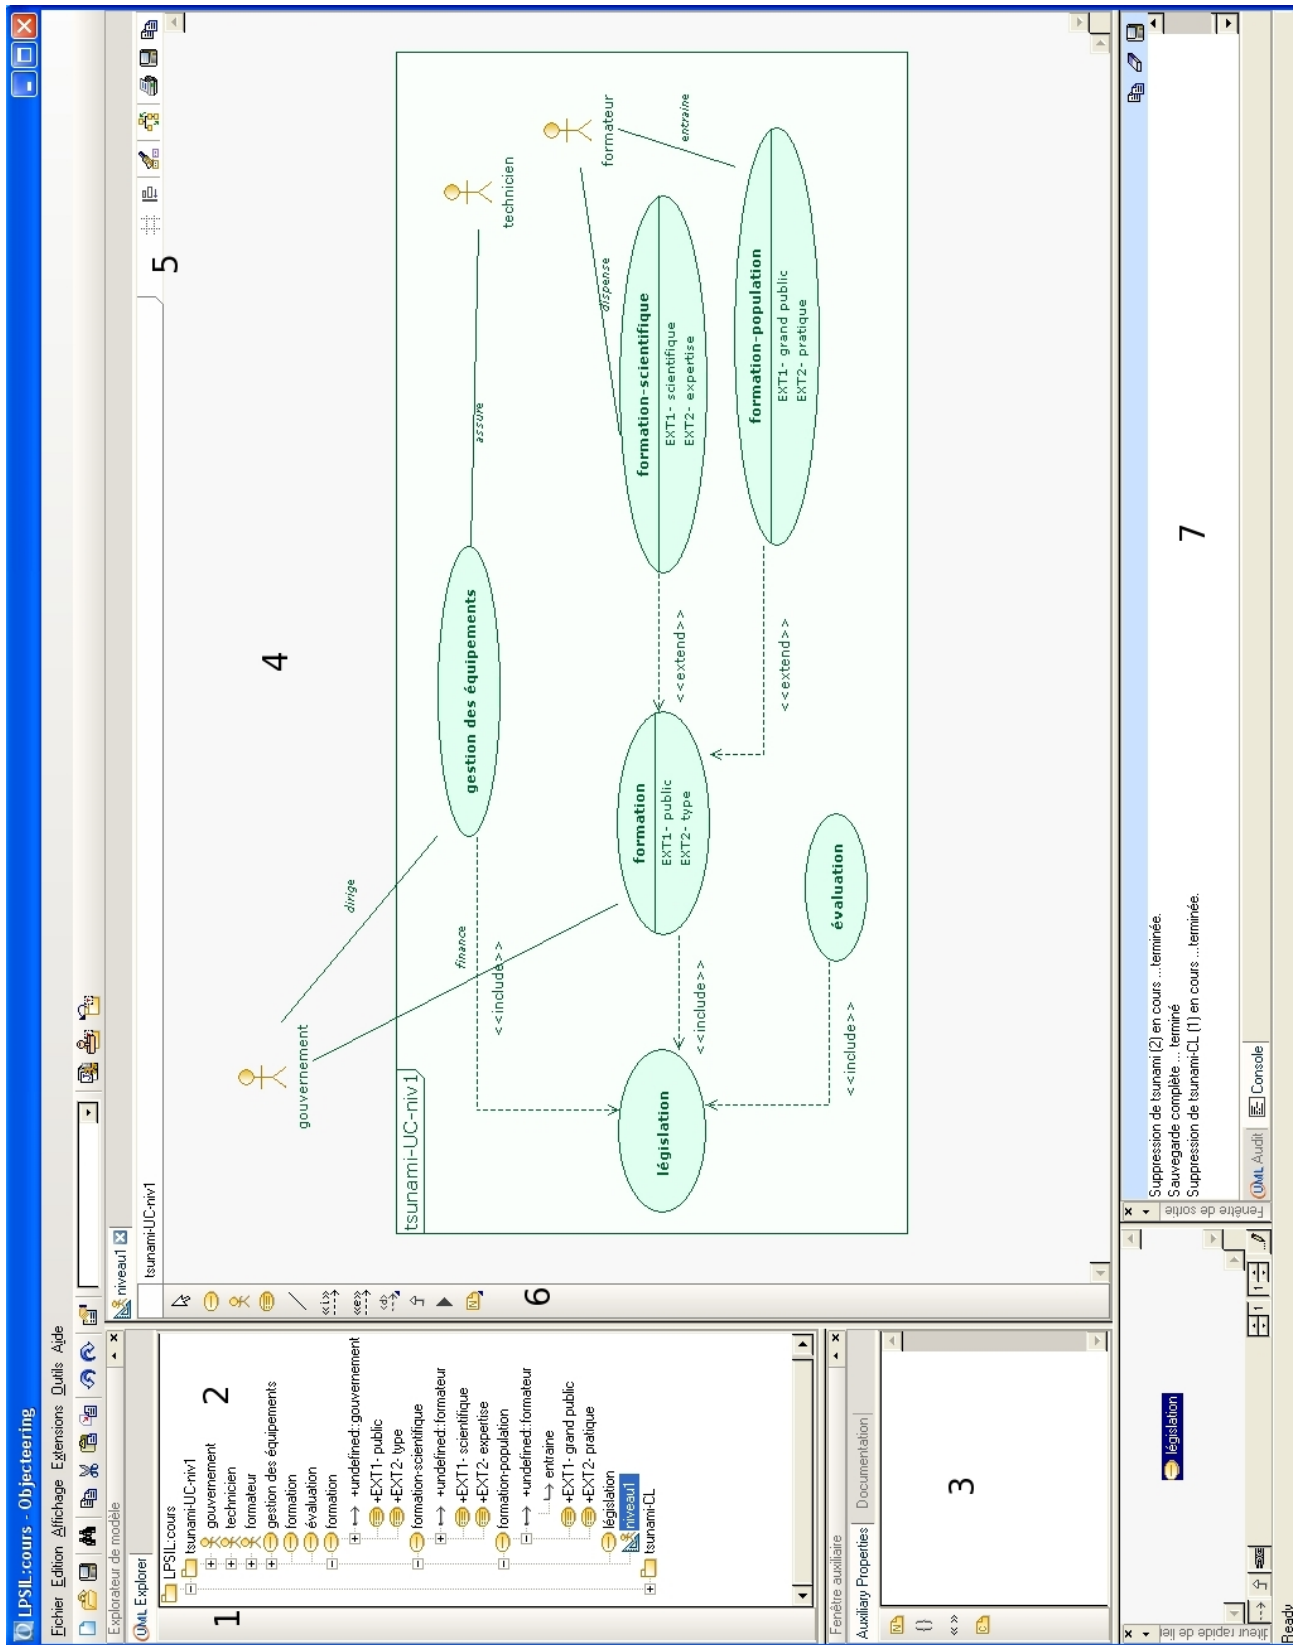 LPSIL:cours - Objecteering
Fichier Edition Affichage Extensions Outils Aide
Explorateur de modèle
UML Explorer
1
2
LPSIL:cours
tsunami-UC-niv1
gouvernement
technicien
formateur
gestion des équipements
formation
évaluation
formation
+undefined::gouvernement
+EXT1- public
+EXT2- type
formation-scientifique
+undefined::formateur
+EXT1- scientifique
+EXT2- expertise
formation-population
+undefined::formateur
entraine
+EXT1- grand public
+EXT2- pratique
législation
niveau1
tsunami-CL
Fenêtre auxiliaire
Auxiliary Properties
Documentation
N
{}
«»
C
3
niveau1
tsunami-UC-niv1
5
«i»
«e»
«d»
N
6
4
gouvernement
dirige
finance
tsunami-UC-niv1
gestion des équipements
assure
technicien
<<include>>
législation
<<include>>
formation
EXT1- public
EXT2- type
<<extend>>
formation-scientifique
EXT1- scientifique
EXT2- expertise
dispense
formateur
entraine
<<extend>>
formation-population
EXT1- grand public
EXT2- pratique
évaluation
<<include>>
législation
1
1
Fenêtre de sortie
Suppression de tsunami (2) en cours ...terminée.
Sauvegarde complète ... terminé
Suppression de tsunami-CL (1) en cours ...terminée.
7
UML Audit
Console
Ready